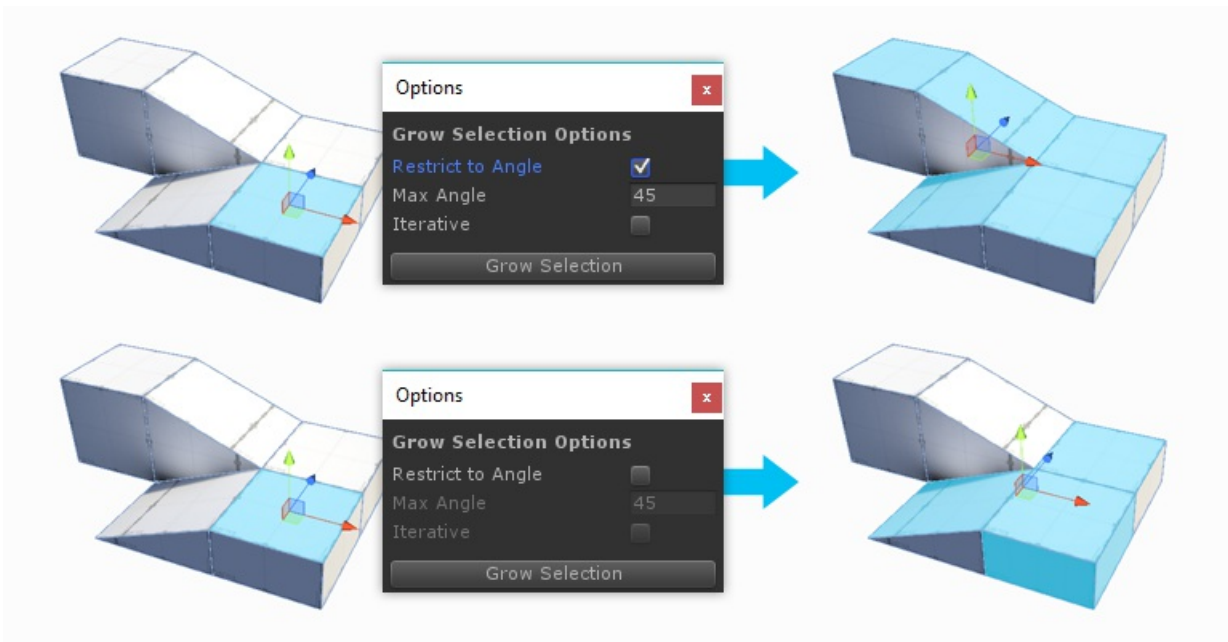 Options
x
Grow Selection Options
Restrict to Angle
Max Angle 45
Iterative
Grow Selection
Options
x
Grow Selection Options
Restrict to Angle
Max Angle 45
Iterative
Grow Selection